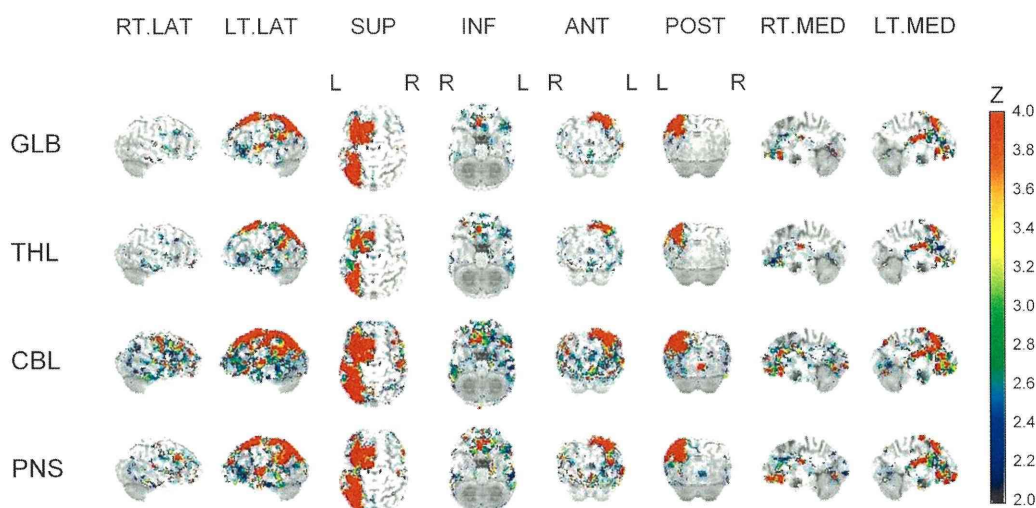 RT.LAT LT.LAT SUP INF ANT POST RT.MED LT.MED
L R R L R L L R
Z
GLB
THL
CBL
PNS
4.0
3.8
3.6
3.4
3.2
3.0
2.8
2.6
2.4
2.2
2.0